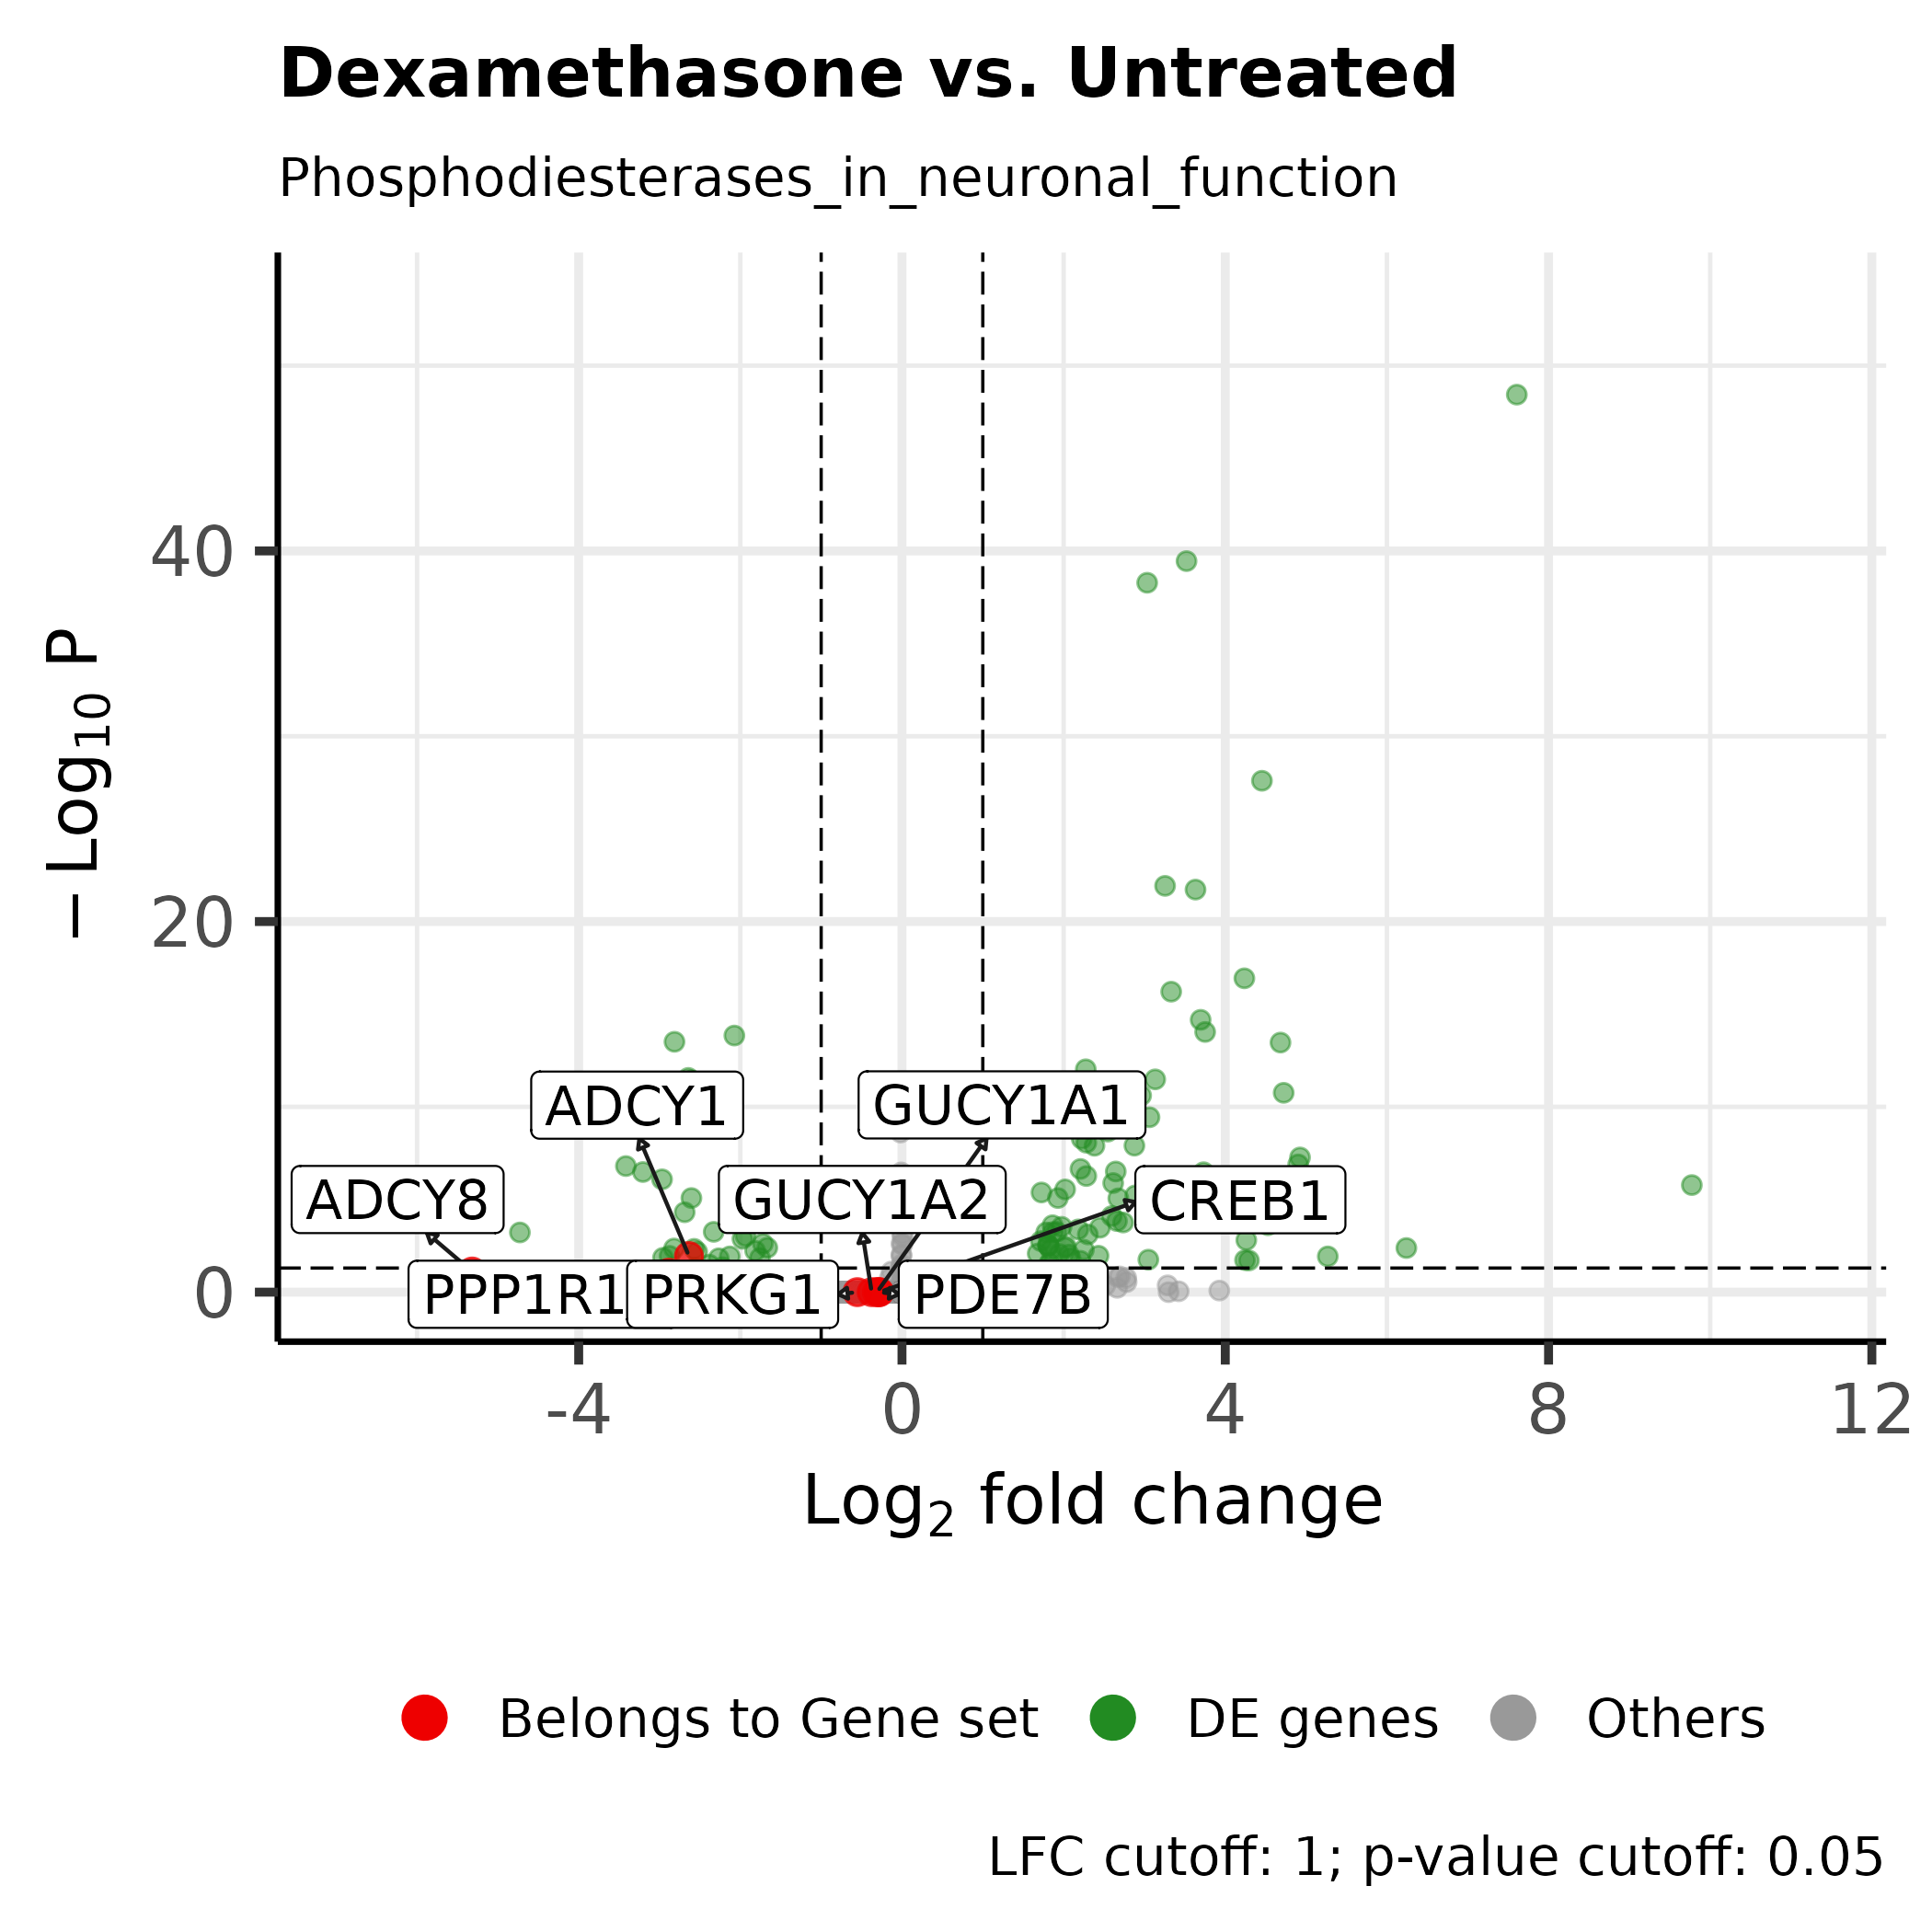 Dexamethasone vs. Untreated
Phosphodiesterases_in_neuronal_function
− Log10 P
40
20
0
ADCY1
GUCY1A1
ADCY8
GUCY1A2
CREB1
PPP1R1
PRKG1
PDE7B
-4 0 4 8 12
Log2 fold change
Belongs to Gene set DE genes Others
LFC cutoff: 1; p-value cutoff: 0.05